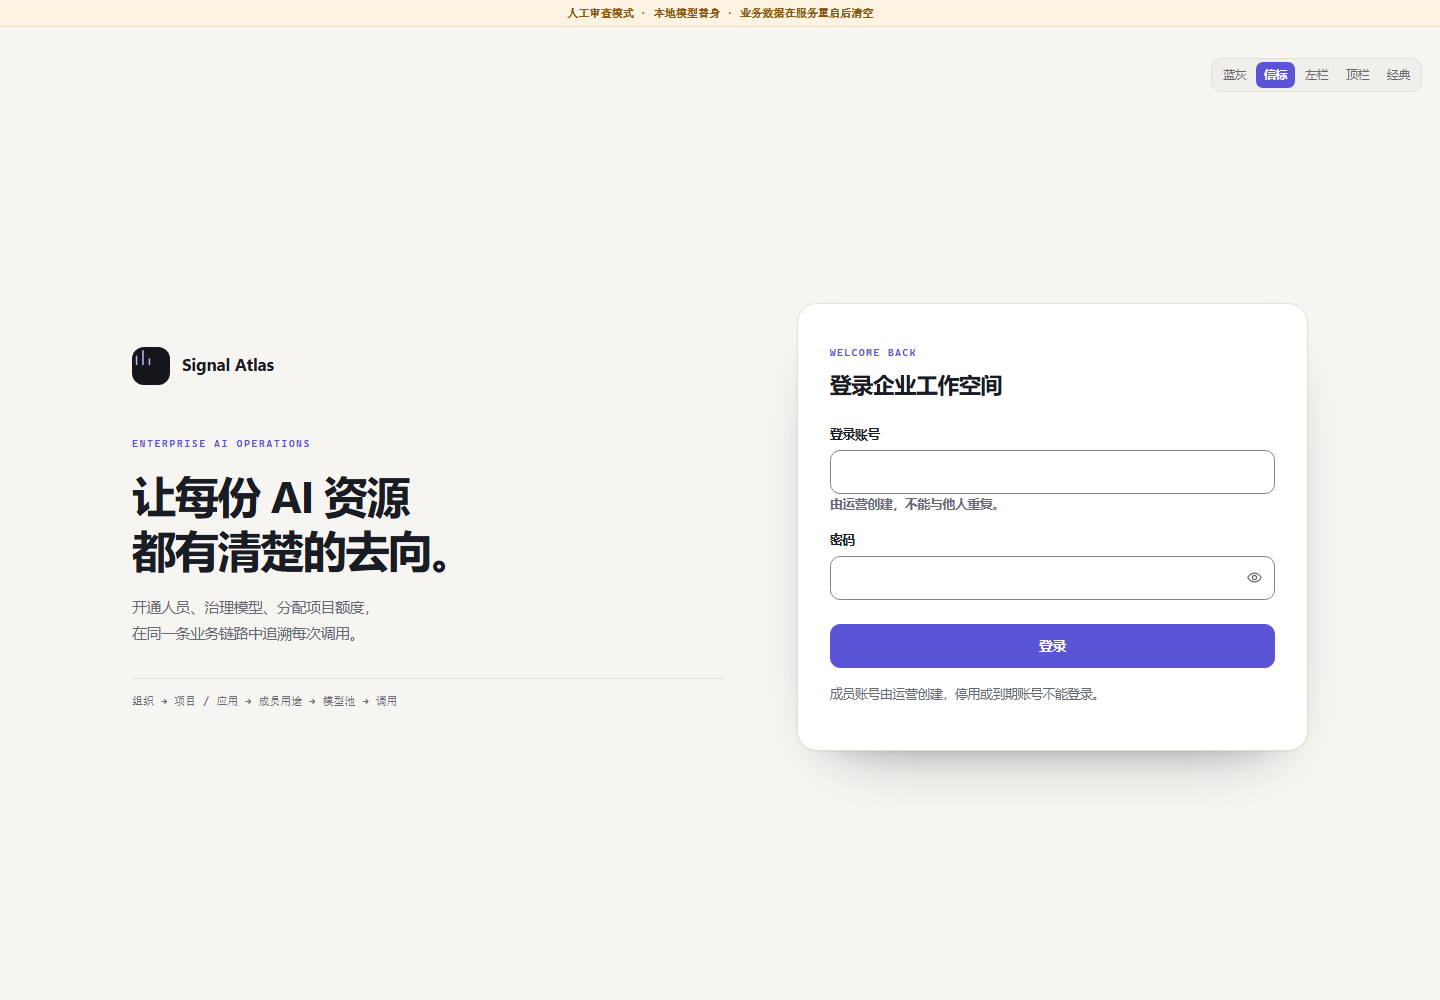 人工审查模式 · 本地模型替身 · 业务数据在服务重启后清空
蓝灰 信标 左栏 顶栏 经典
Signal Atlas
ENTERPRISE AI OPERATIONS
让每份 AI 资源
都有清楚的去向。
开通人员、治理模型、分配项目额度，
在同一条业务链路中追溯每次调用。
组织 → 项目 / 应用 → 成员用途 → 模型池 → 调用
WELCOME BACK
登录企业工作空间
登录账号
由运营创建，不能与他人重复。
密码
登录
成员账号由运营创建，停用或到期账号不能登录。